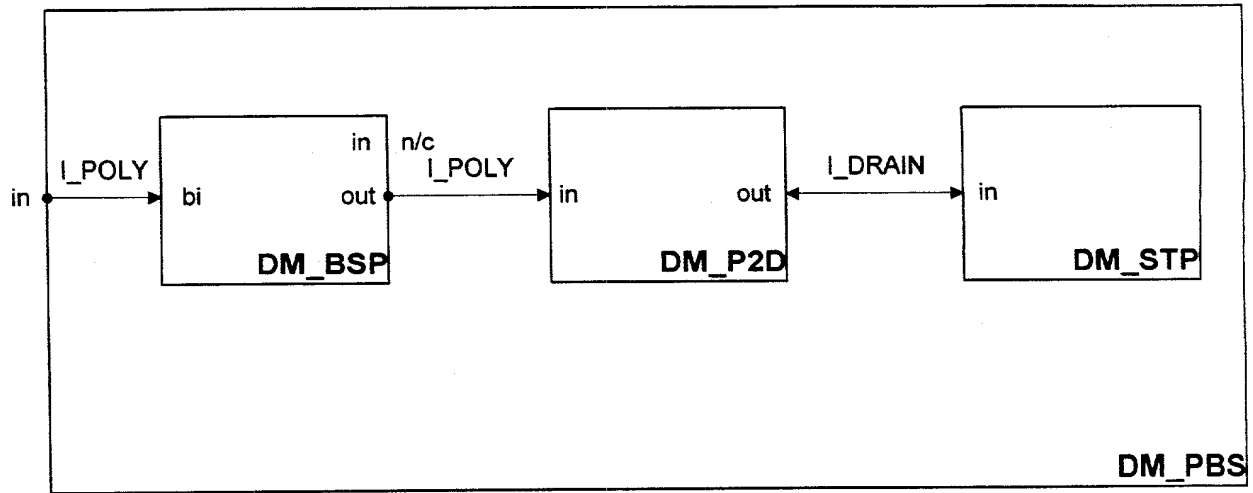 in n/c
I_POLY I_POLY I_DRAIN
in bi out in out in
DM_BSP DM_P2D DM_STP
DM_PBS